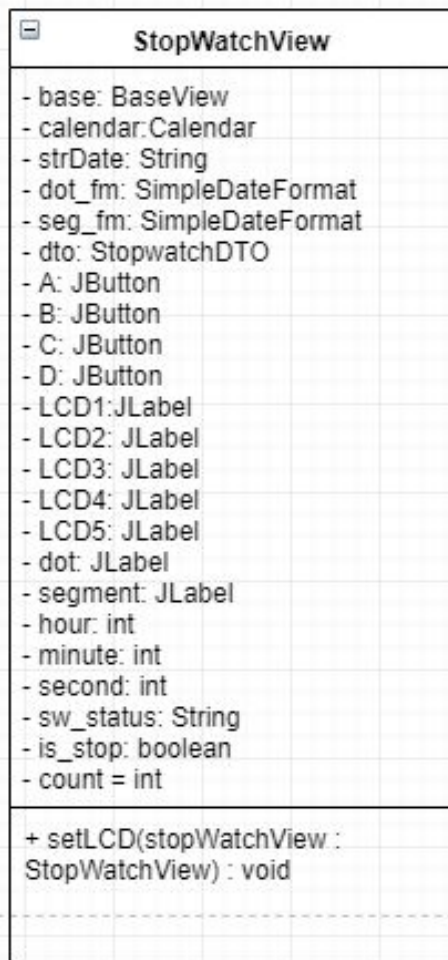 StopWatchView
- base: BaseView
- calendar:Calendar
- strDate: String
- dot_fm: SimpleDateFormat
- seg_fm: SimpleDateFormat
- dto: StopwatchDTO
- A: JButton
- B: JButton
- C: JButton
- D: JButton
- LCD1:JLabel
- LCD2: JLabel
- LCD3: JLabel
- LCD4: JLabel
- LCD5: JLabel
- dot: JLabel
- segment: JLabel
- hour: int
- minute: int
- second: int
- sw_status: String
- is_stop: boolean
- count = int
+ setLCD(stopWatchView :
StopWatchView) : void